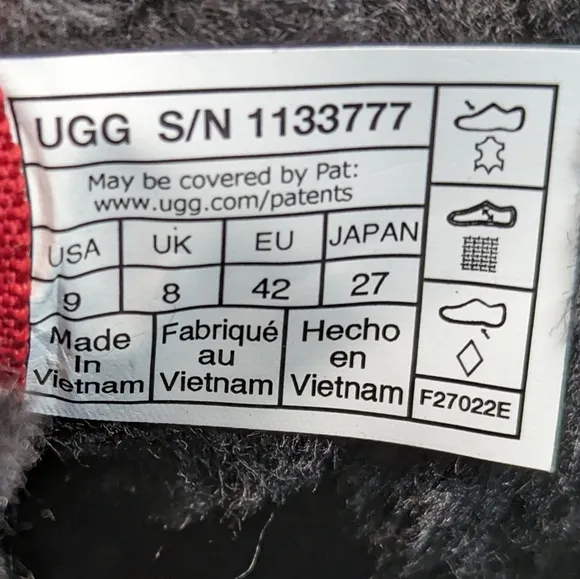 UGG S/N 1133777
May be covered by Pat:
www.ugg.com/patents
USA UK EU JAPAN
9 8 42 27
Made In Vietnam
Fabriqué au Vietnam
Hecho en Vietnam
F27022E